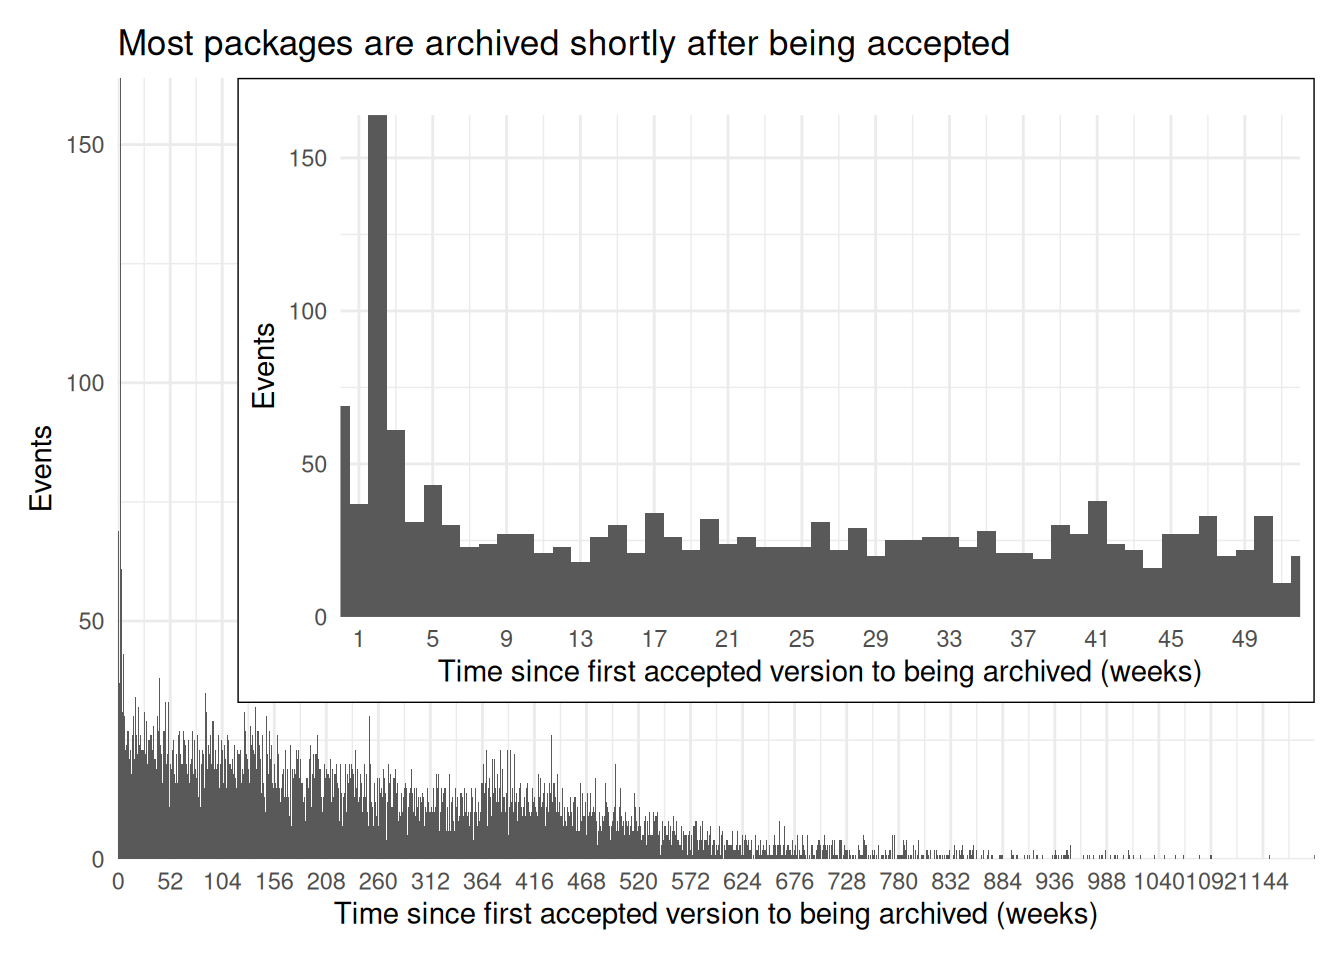 Most packages are archived shortly after being accepted
150
100
50
0
Events
150
100
50
0
Events
1 5 9 13 17 21 25 29 33 37 41 45 49
Time since first accepted version to being archived (weeks)
0 52 104 156 208 260 312 364 416 468 520 572 624 676 728 780 832 884 936 988 1040 1092 1144
Time since first accepted version to being archived (weeks)